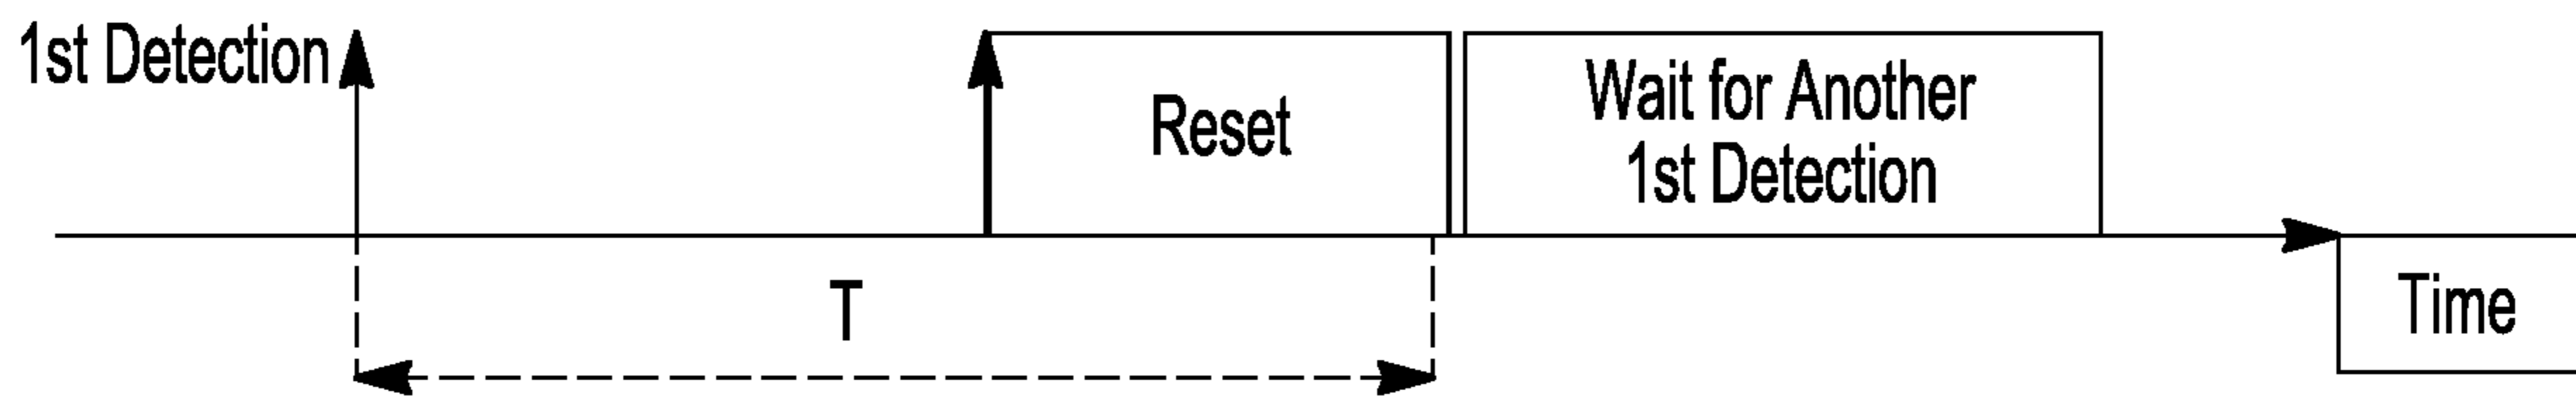 1st Detection
Reset
Wait for Another
1st Detection
T
Time